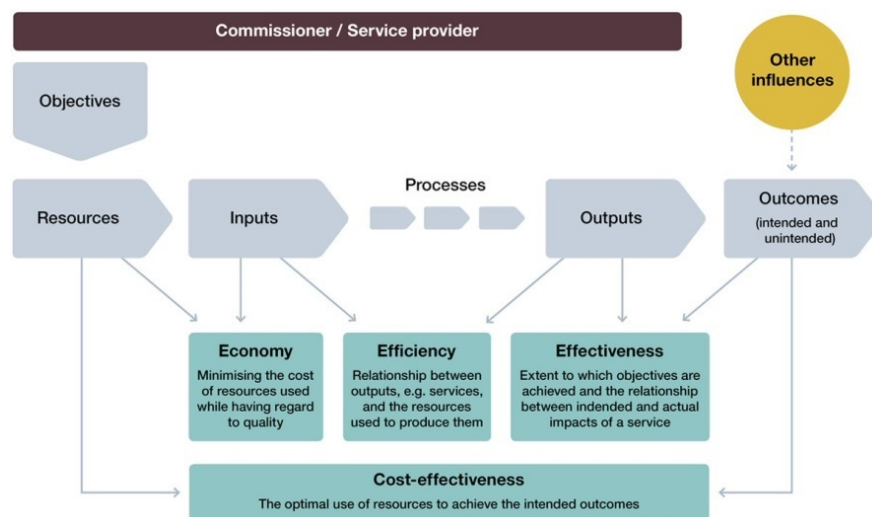 Commissioner / Service provider
Other
influences
Objectives
Resources
Inputs
Processes
Outputs
Outcomes
(intended and
unintended)
Economy
Minimising the cost
of resources used
while having regard
to quality
Efficiency
Relationship between
outputs, e.g. services,
and the resources
used to produce them
Effectiveness
Extent to which objectives are
achieved and the relationship
between indended and actual
impacts of a service
Cost-effectiveness
The optimal use of resources to achieve the intended outcomes